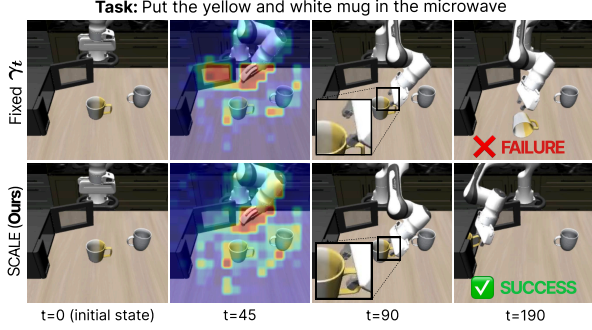 Task: Put the yellow and white mug in the microwave
Fixed γt
FAILURE
SCALE (Ours)
SUCCESS
t=0 (initial state)
t=45
t=90
t=190